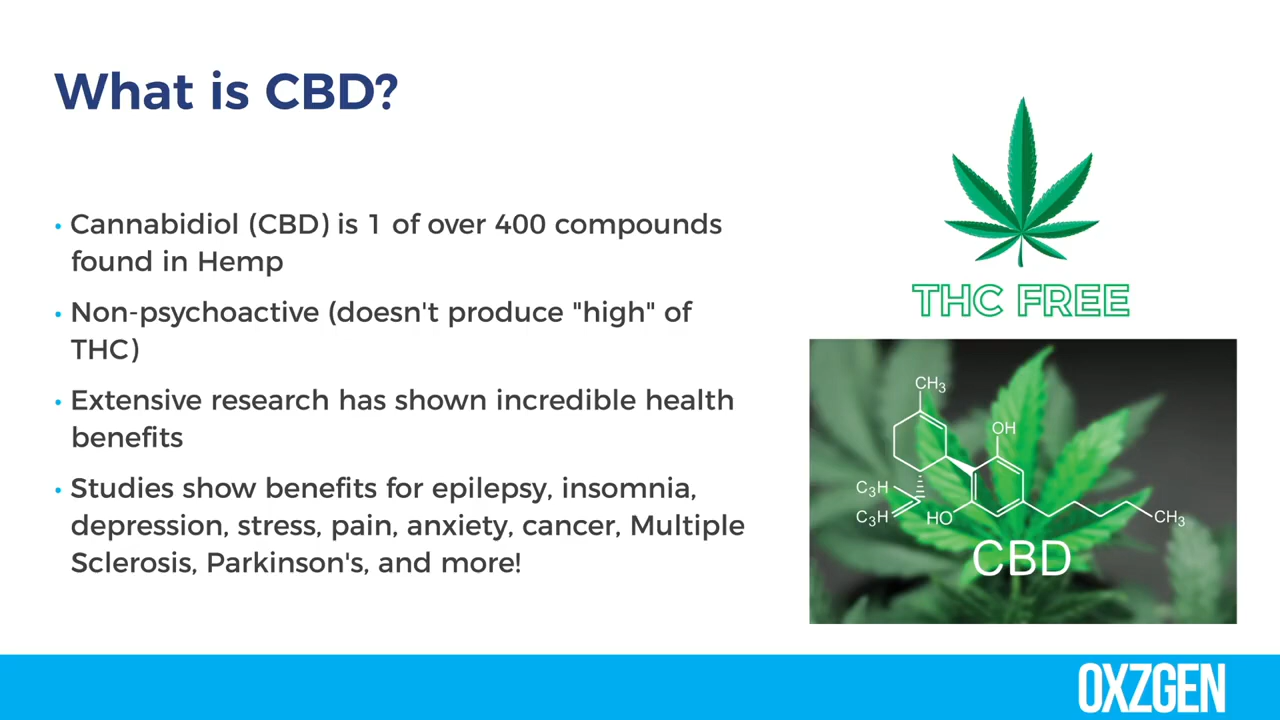 What is CBD?
• Cannabidiol (CBD) is 1 of over 400 compounds
found in Hemp
• Non-psychoactive (doesn't produce "high" of
THC)
• Extensive research has shown incredible health
benefits
• Studies show benefits for epilepsy, insomnia,
depression, stress, pain, anxiety, cancer, Multiple
Sclerosis, Parkinson's, and more!
THC FREE
CH₃
OH
C₃H
C₃H
HO
CH₃
CBD
OXZGEN